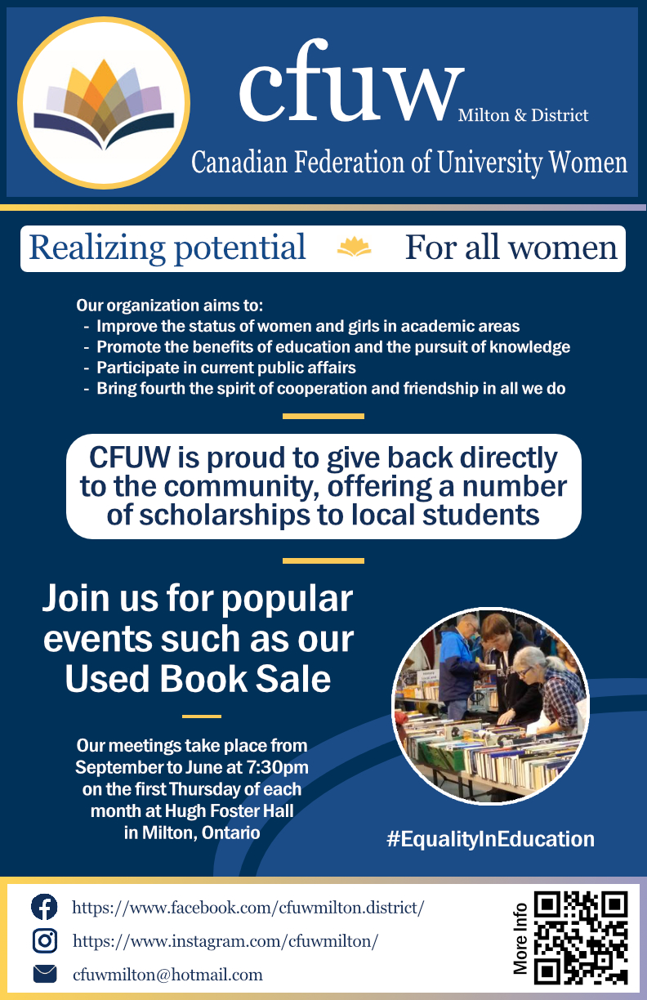 cfuw
Milton & District
Canadian Federation of University Women
Realizing potential For all women
Our organization aims to:
- Improve the status of women and girls in academic areas
- Promote the benefits of education and the pursuit of knowledge
- Participate in current public affairs
- Bring fourth the spirit of cooperation and friendship in all we do
CFUW is proud to give back directly
to the community, offering a number
of scholarships to local students
Join us for popular
events such as our
Used Book Sale
Our meetings take place from
September to June at 7:30pm
on the first Thursday of each
month at Hugh Foster Hall
in Milton, Ontario
#EqualityInEducation
https://www.facebook.com/cfuwmilton.district/
https://www.instagram.com/cfuwmilton/
cfuwmilton@hotmail.com
More Info